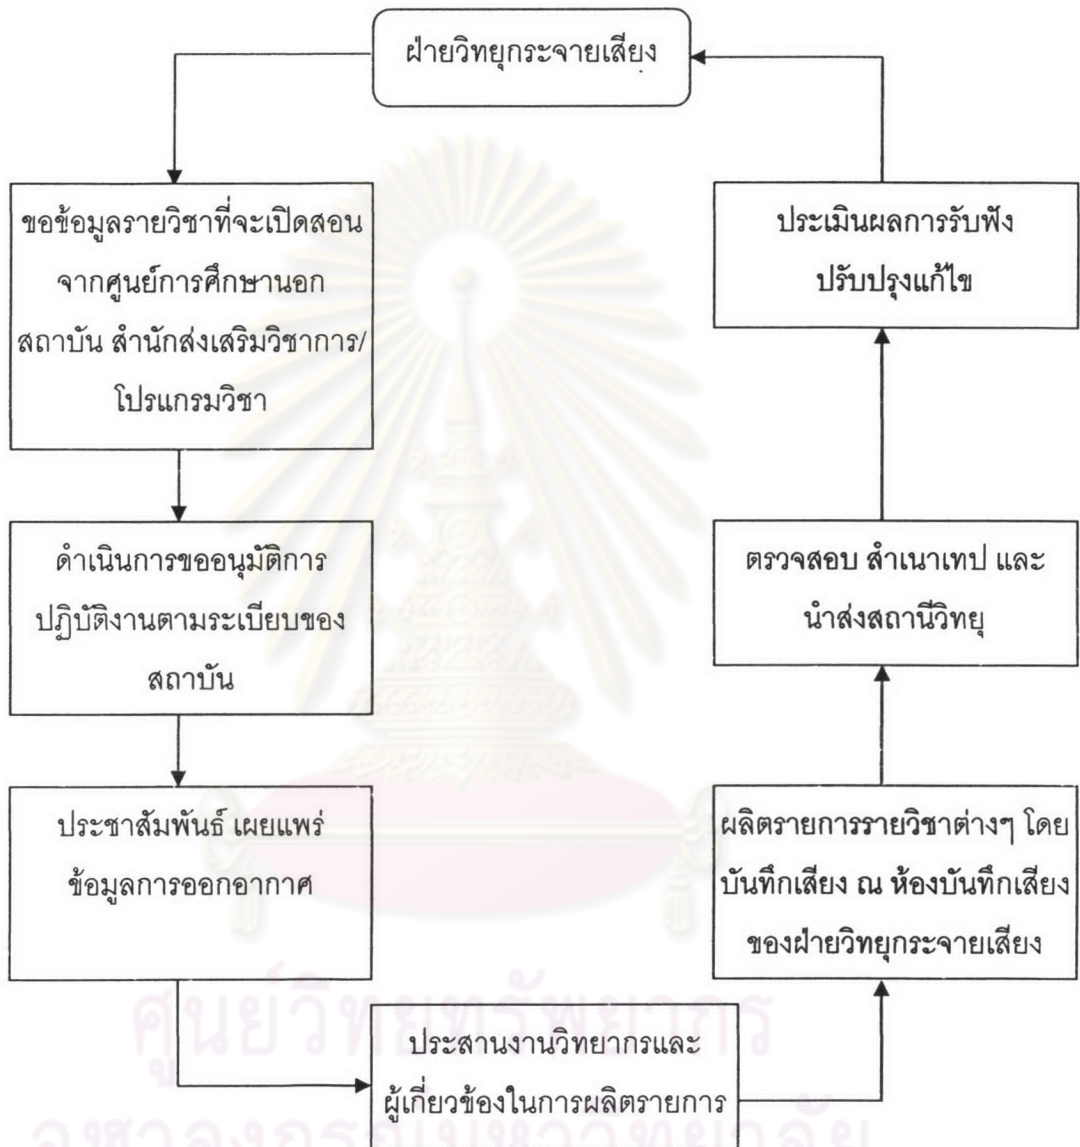 ฝ่ายวิทยุกระจายเสียง
ขอข้อมูลรายวิชาที่จะเปิดสอน
จากศูนย์การศึกษานอก
สถาบัน สำนักส่งเสริมวิชาการ/
โปรแกรมวิชา
ดำเนินการขออนุมัติการ
ปฏิบัติงานตามระเบียบของ
สถาบัน
ประชาสัมพันธ์ เผยแพร่
ข้อมูลการออกอากาศ
ประสานงานวิทยากรและ
ผู้เกี่ยวข้องในการผลิตรายการ
ผลิตรายการรายวิชาต่างๆ โดย
บันทึกเสียง ณ ห้องบันทึกเสียง
ของฝ่ายวิทยุกระจายเสียง
ตรวจสอบ สำเนาเทป และ
นำส่งสถานีวิทยุ
ประเมินผลการรับฟัง
ปรับปรุงแก้ไข
ศูนย์วิทยทรัพยากร
จุฬาลงกรณ์มหาวิทยาลัย